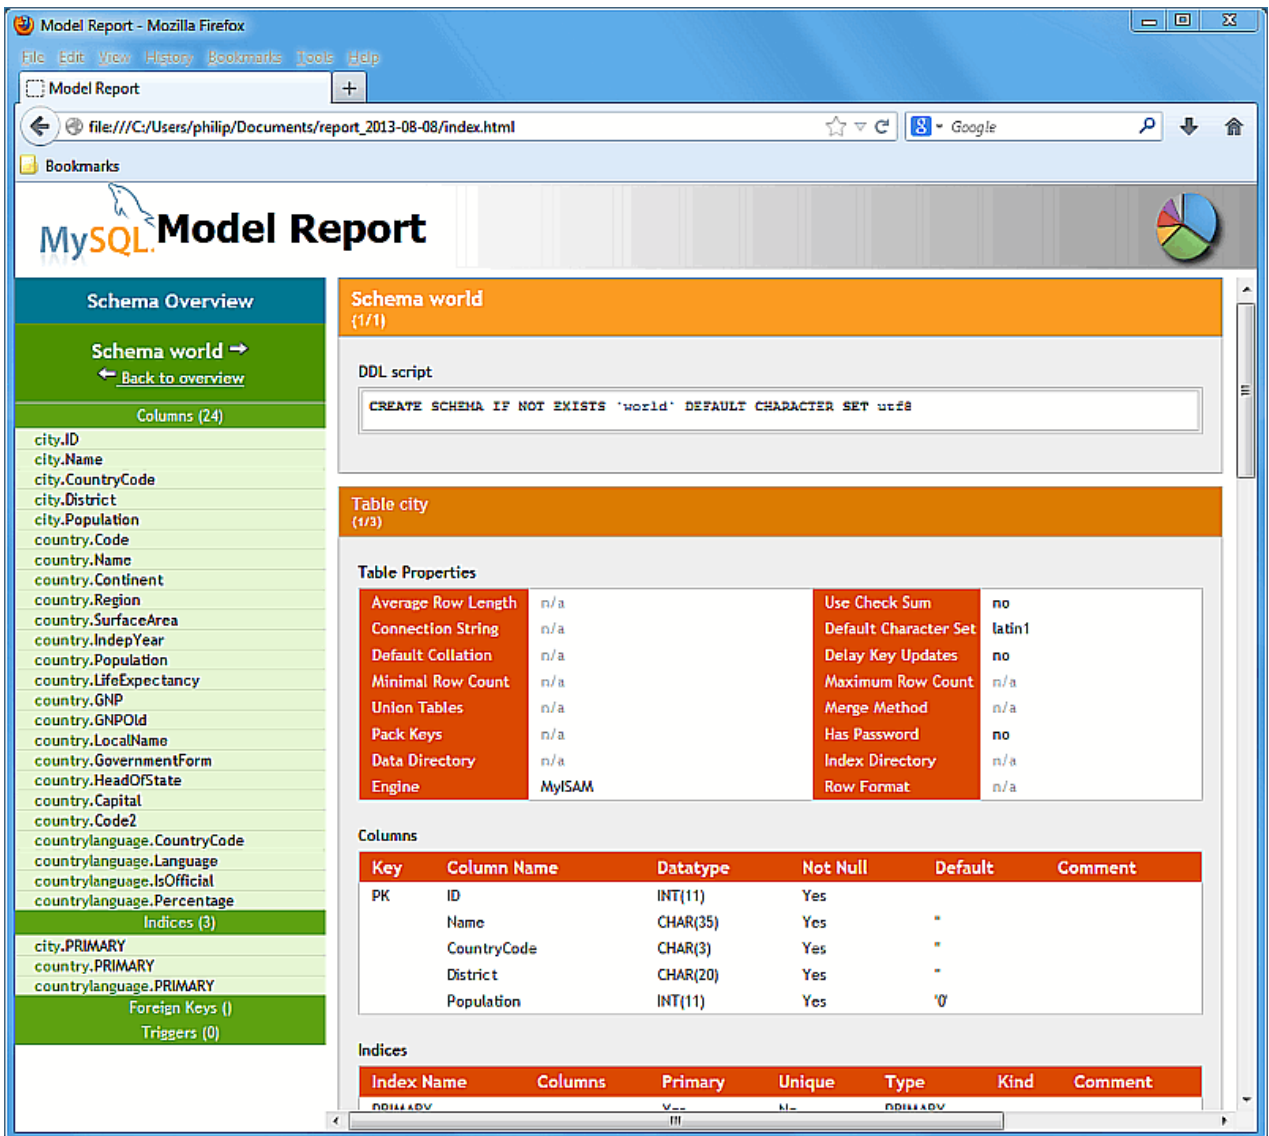 Model Report - Mozilla Firefox
File Edit View History Bookmarks Tools Help
Model Report
file:///C:/Users/philip/Documents/report_2013-08-08/index.html
Google
Bookmarks
MySQL. Model Report
Schema Overview
Schema world
Back to overview
Columns (24)
city.ID
city.Name
city.CountryCode
city.District
city.Population
country.Code
country.Name
country.Continent
country.Region
country.SurfaceArea
country.IndepYear
country.Population
country.LifeExpectancy
country.GNP
country.GNPOld
country.LocalName
country.GovernmentForm
country.HeadOfState
country.Capital
country.Code2
countrylanguage.CountryCode
countrylanguage.Language
countrylanguage.IsOfficial
countrylanguage.Percentage
Indices (3)
city.PRIMARY
country.PRIMARY
countrylanguage.PRIMARY
Foreign Keys ()
Triggers (0)
Schema world
(1/1)
DDL script
CREATE SCHEMA IF NOT EXISTS `world` DEFAULT CHARACTER SET utf8
Table city
(1/3)
Table Properties
Average Row Length n/a Use Check Sum no
Connection String n/a Default Character Set latin1
Default Collation n/a Delay Key Updates no
Minimal Row Count n/a Maximum Row Count n/a
Union Tables n/a Merge Method n/a
Pack Keys n/a Has Password no
Data Directory n/a Index Directory n/a
Engine MyISAM Row Format n/a
Columns
Key Column Name Datatype Not Null Default Comment
PK ID INT(11) Yes
Name CHAR(35) Yes ''
CountryCode CHAR(3) Yes ''
District CHAR(20) Yes ''
Population INT(11) Yes '0'
Indices
Index Name Columns Primary Unique Type Kind Comment
PRIMARY Yes No PRIMARY